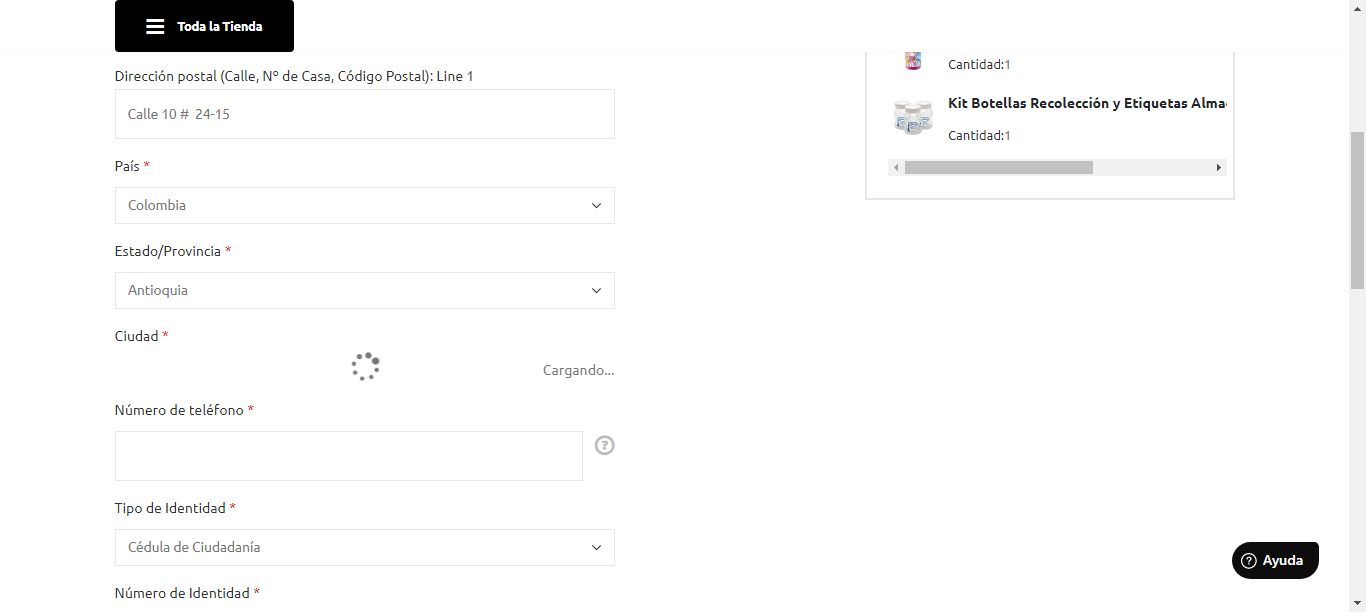 Toda la Tienda
Dirección postal (Calle, Nº de Casa, Código Postal): Line 1
Calle 10 # 24-15
País *
Colombia
Estado/Provincia *
Antioquia
Ciudad *
Cargando...
Número de teléfono *
?
Tipo de Identidad *
Cédula de Ciudadanía
Número de Identidad *
Cantidad:1
Kit Botellas Recolección y Etiquetas Alma
Cantidad:1
? Ayuda